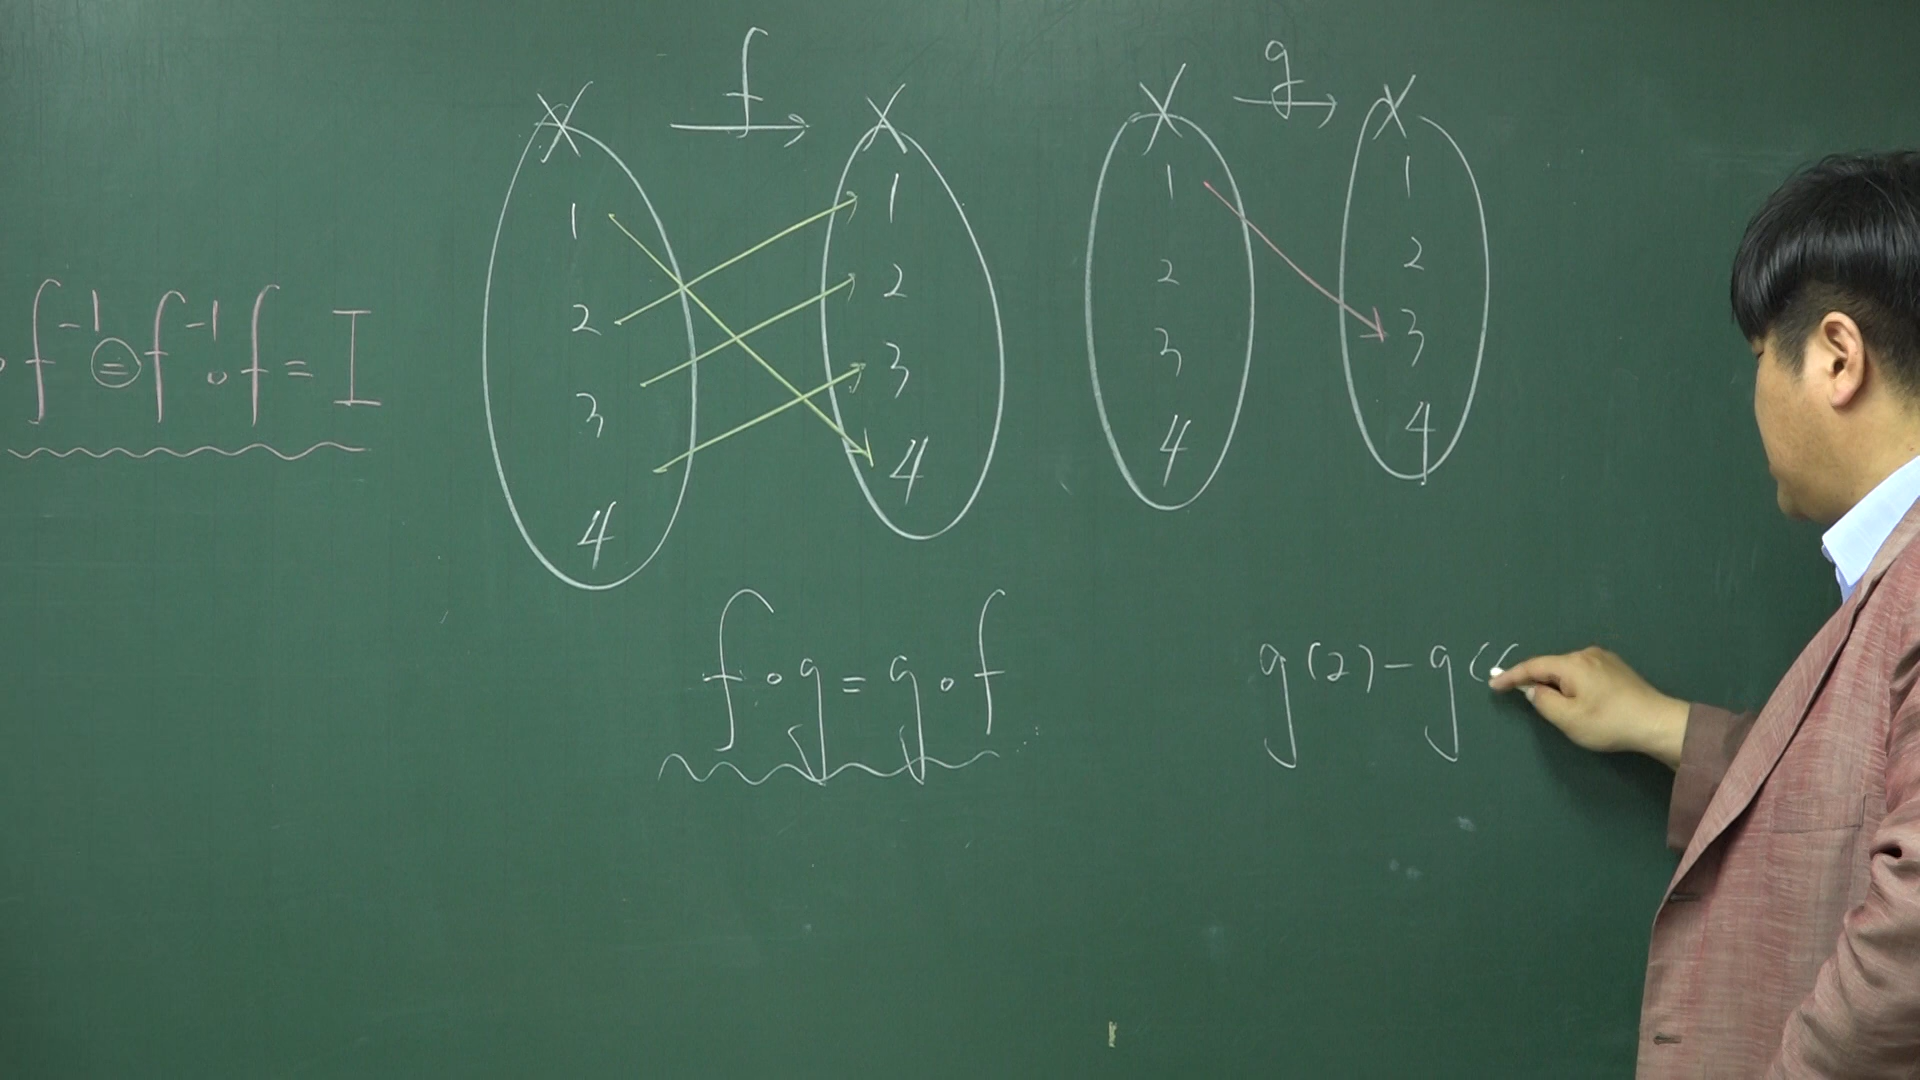 f
X X
1 1
2 2
3 3
4 4
g
X X
1 1
2 2
3 3
4 4
∘ f⁻¹ = f⁻¹ ∘ f = I
f ∘ g = g ∘ f
g(2) - g(